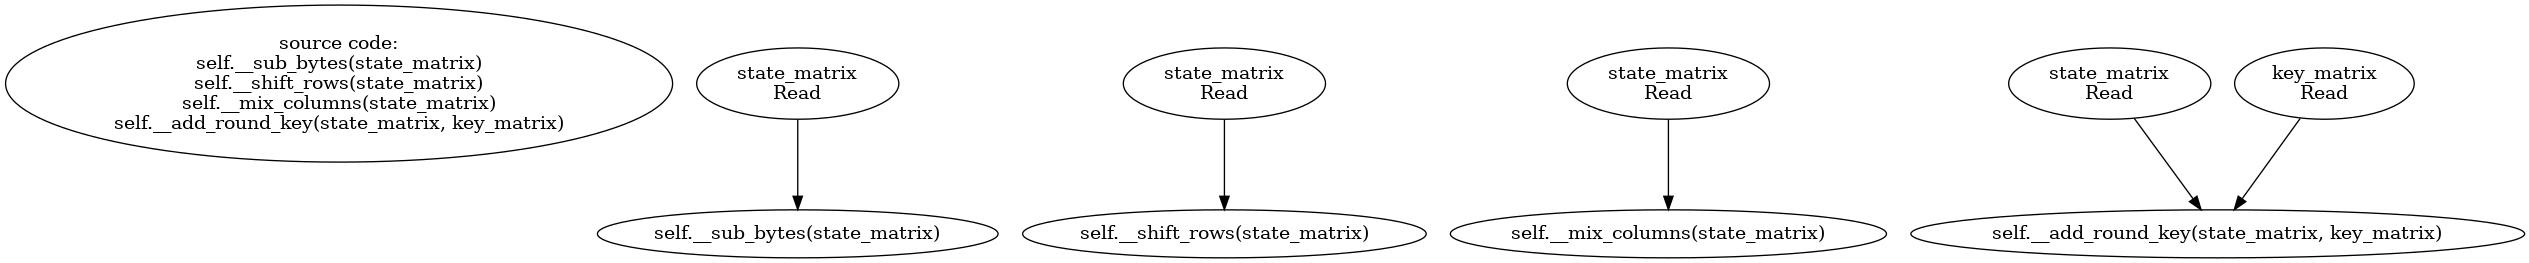 source code:
self.__sub_bytes(state_matrix)
self.__shift_rows(state_matrix)
self.__mix_columns(state_matrix)
self.__add_round_key(state_matrix, key_matrix)
state_matrix
Read
state_matrix
Read
state_matrix
Read
state_matrix
Read
key_matrix
Read
self.__sub_bytes(state_matrix)
self.__shift_rows(state_matrix)
self.__mix_columns(state_matrix)
self.__add_round_key(state_matrix, key_matrix)